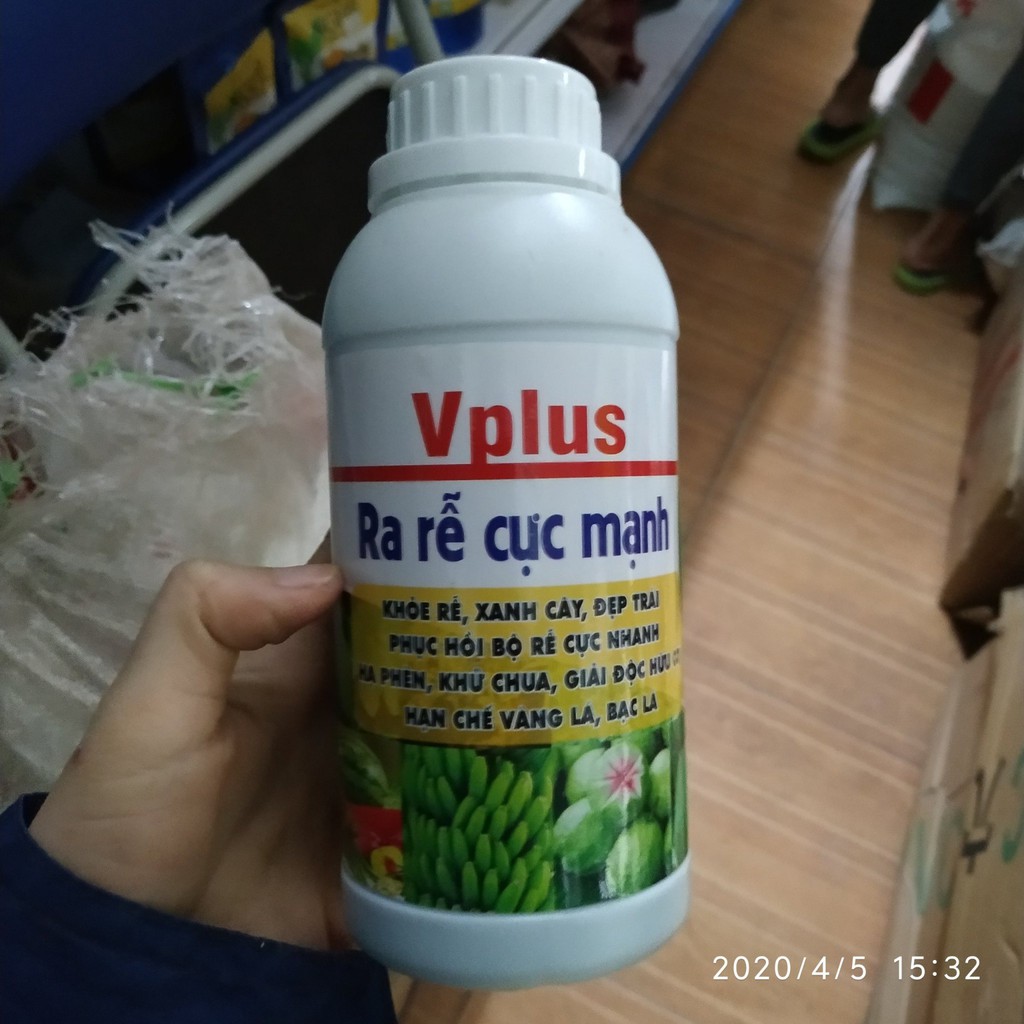 Vplus
Ra rễ cực mạnh
KHỎE RỄ, XANH CÂY, ĐẸP TRÁI
PHỤC HỒI BỘ RỄ CỰC NHANH
HẠ PHÈN, KHỬ CHUA, GIẢI ĐỘC HỮU
HẠN CHẾ VÀNG LÁ, BẠC LÁ
2020/4/5 15:32